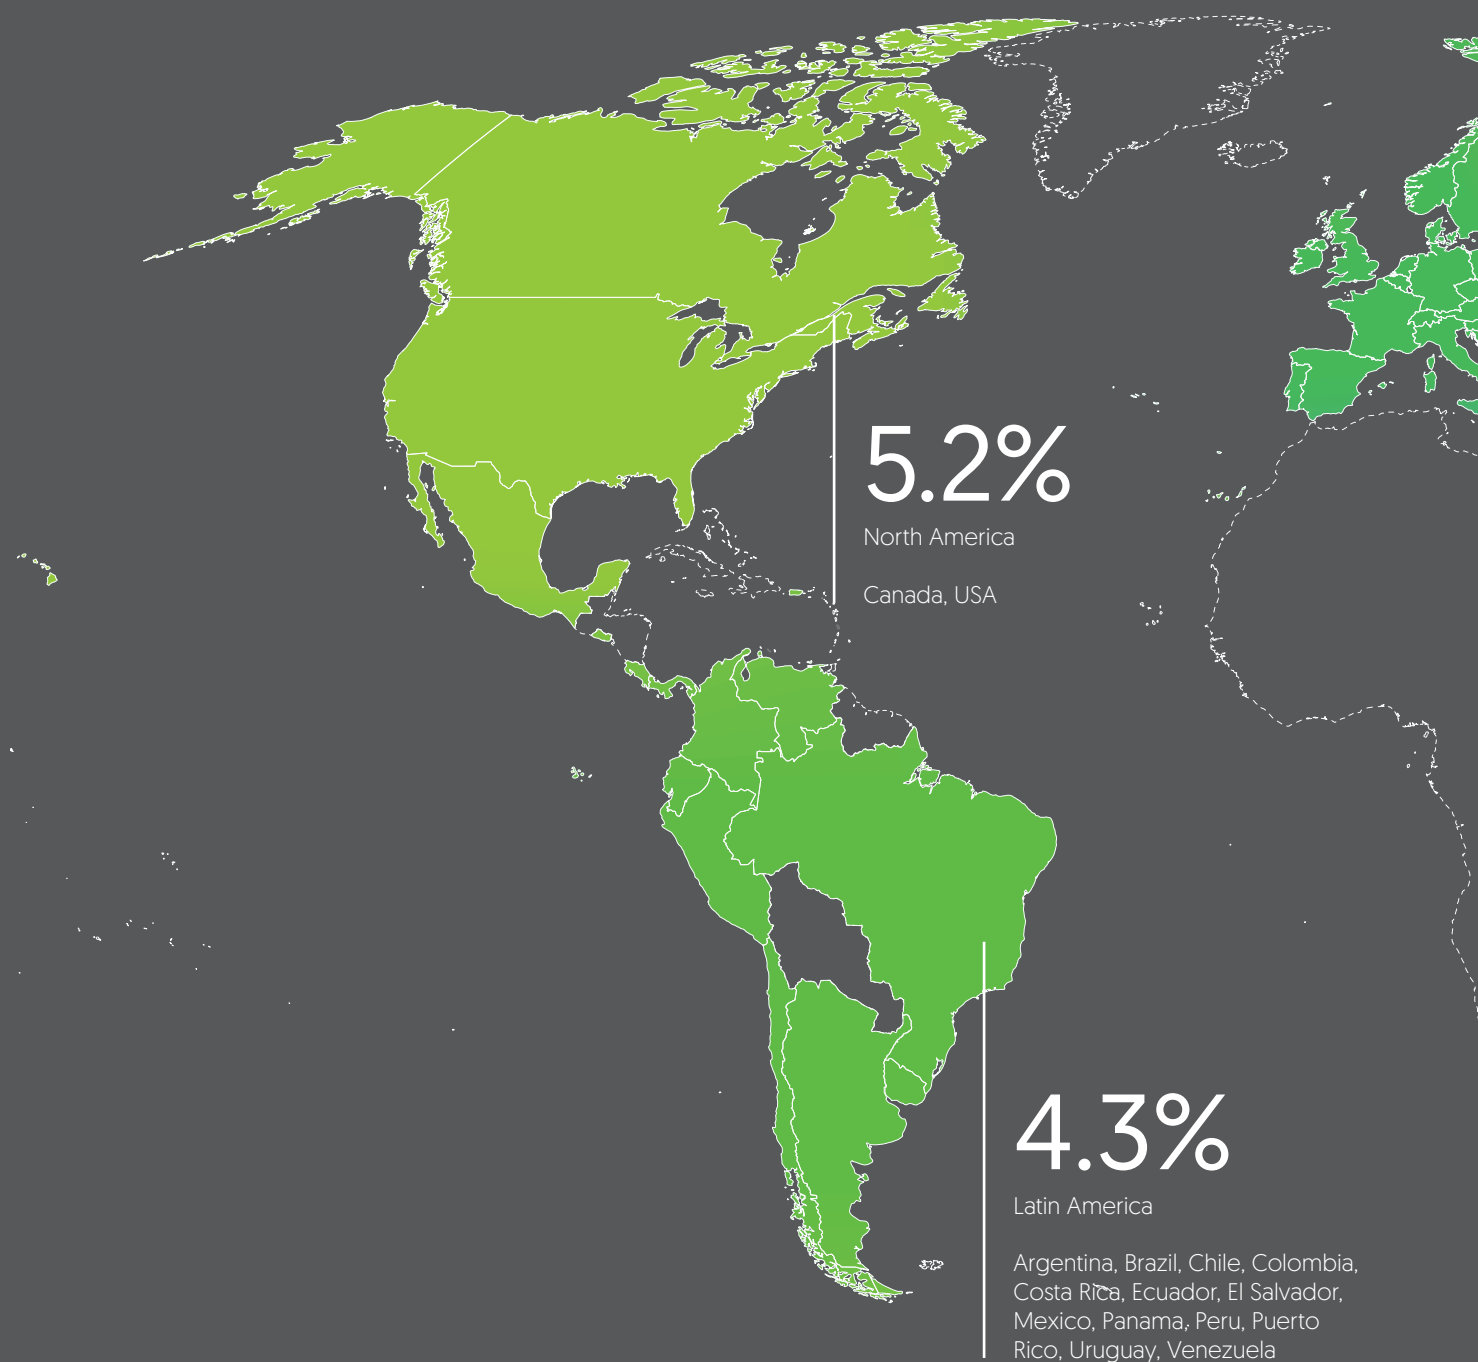 5.2%
North America
Canada, USA
4.3%
Latin America
Argentina, Brazil, Chile, Colombia,
Costa Rica, Ecuador, El Salvador,
Mexico, Panama, Peru, Puerto
Rico, Uruguay, Venezuela